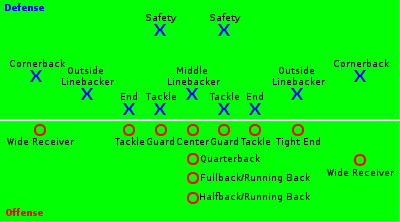 Defense
Safety Safety
Cornerback Cornerback
Outside Linebacker
Middle Linebacker
Outside Linebacker
End Tackle Tackle End
Wide Receiver Tackle Guard Center Guard Tackle Tight End
Quarterback
Wide Receiver
Fullback/Running Back
Halfback/Running Back
Offense